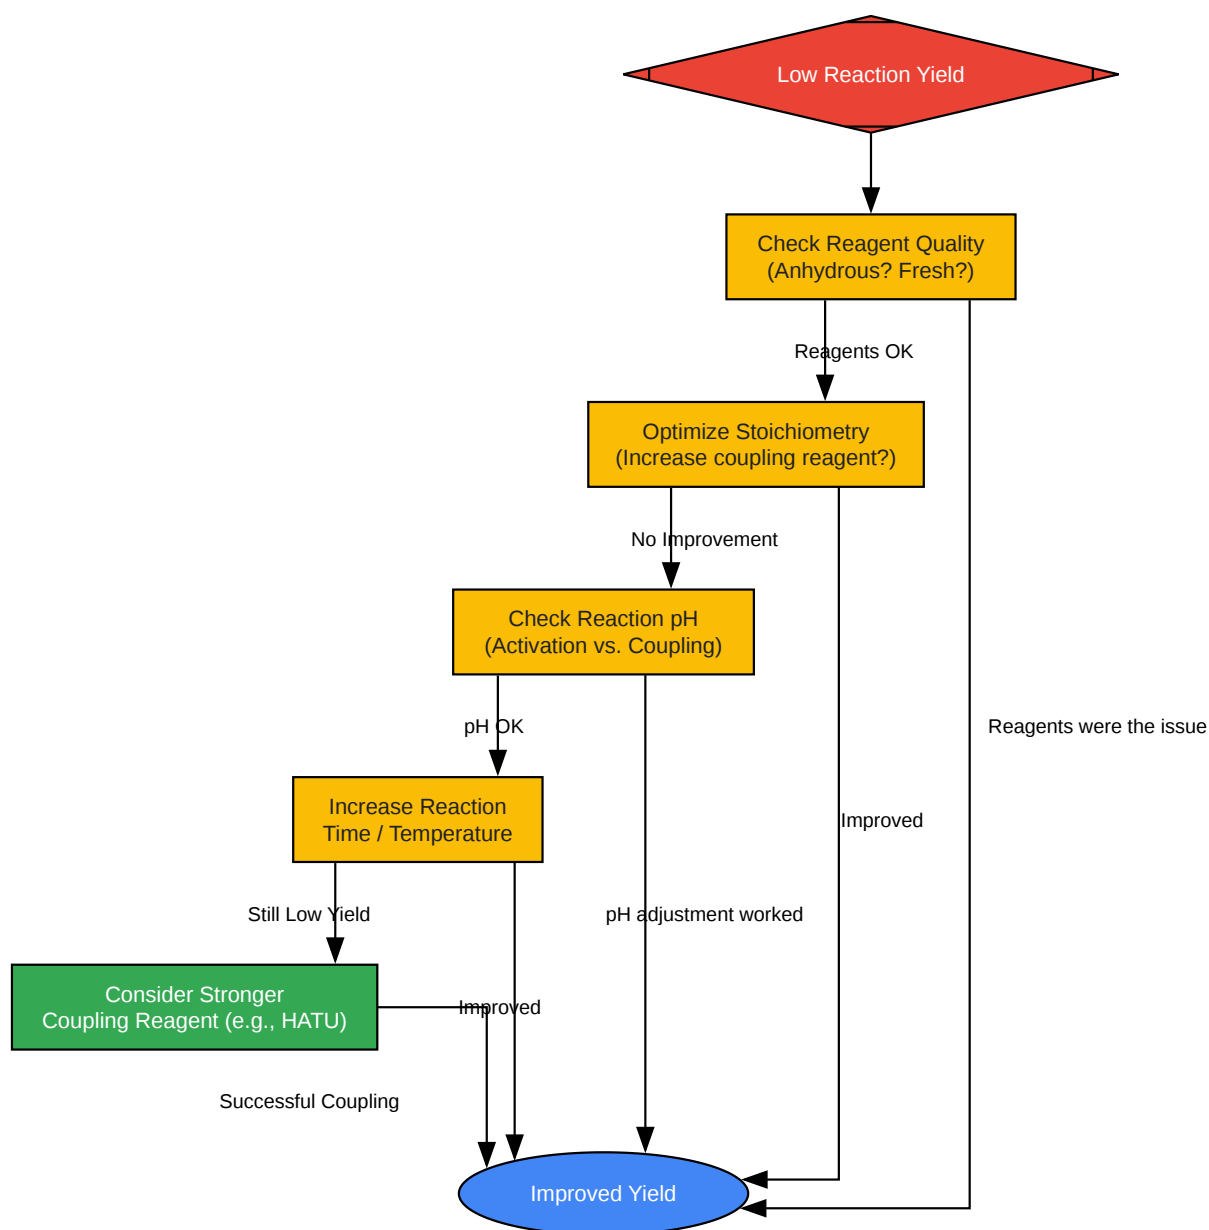 Low Reaction Yield
Check Reagent Quality
(Anhydrous? Fresh?)
Reagents OK
Optimize Stoichiometry
(Increase coupling reagent?)
No Improvement
Check Reaction pH
(Activation vs. Coupling)
pH OK
Reagents were the issue
Increase Reaction
Time / Temperature
Improved
Still Low Yield
pH adjustment worked
Consider Stronger
Coupling Reagent (e.g., HATU)
Improved
Successful Coupling
Improved Yield